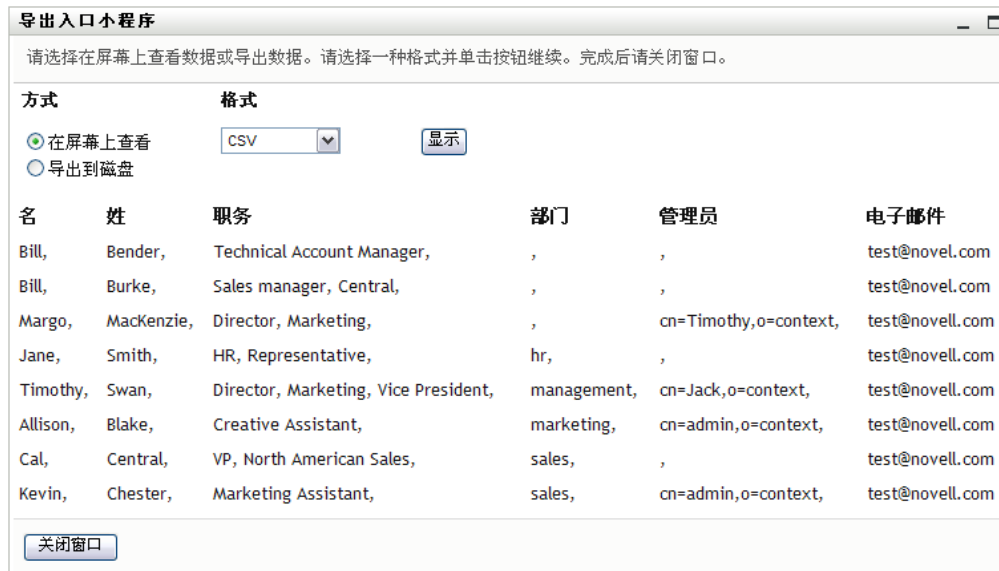 导出入口小程序
请选择在屏幕上查看数据或导出数据。请选择一种格式并单击按钮继续。完成后请关闭窗口。
方式 格式
在屏幕上查看 CSV 显示
导出到磁盘
名 姓 职务 部门 管理员 电子邮件
Bill, Bender, Technical Account Manager, , , test@novel.com
Bill, Burke, Sales manager, Central, , , test@novel.com
Margo, MacKenzie, Director, Marketing, , cn=Timothy,o=context, test@novell.com
Jane, Smith, HR, Representative, hr, , test@novell.com
Timothy, Swan, Director, Marketing, Vice President, management, cn=Jack,o=context, test@novell.com
Allison, Blake, Creative Assistant, marketing, cn=admin,o=context, test@novell.com
Cal, Central, VP, North American Sales, sales, , test@novell.com
Kevin, Chester, Marketing Assistant, sales, cn=admin,o=context, test@novell.com
关闭窗口